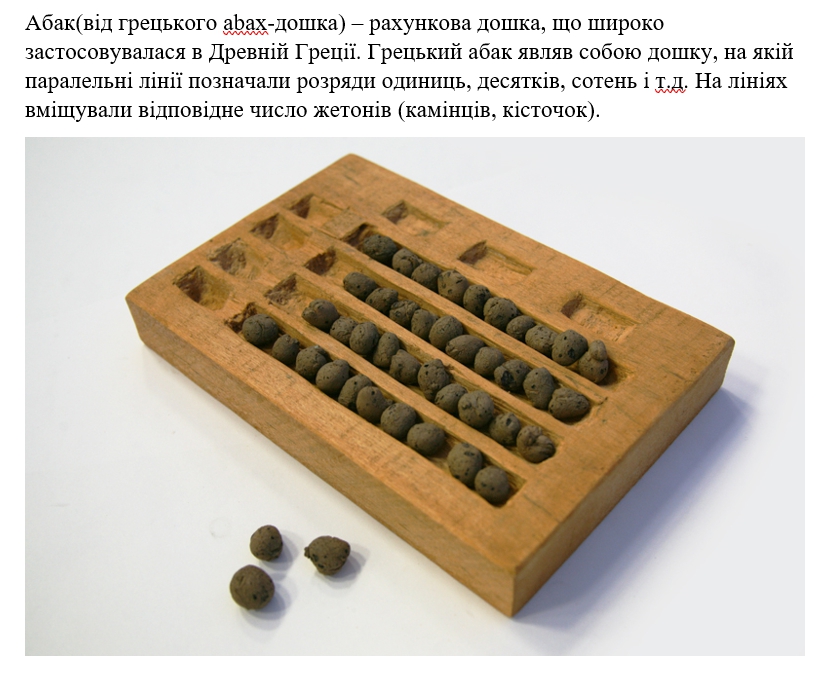 Абак(від грецького abax-дошка) – рахункова дошка, що широко
застосовувалася в Древній Греції. Грецький абак являв собою дошку, на якій
паралельні лінії позначали розряди одиниць, десятків, сотень і т.д. На лініях
вміщували відповідне число жетонів (камінців, кісточок).